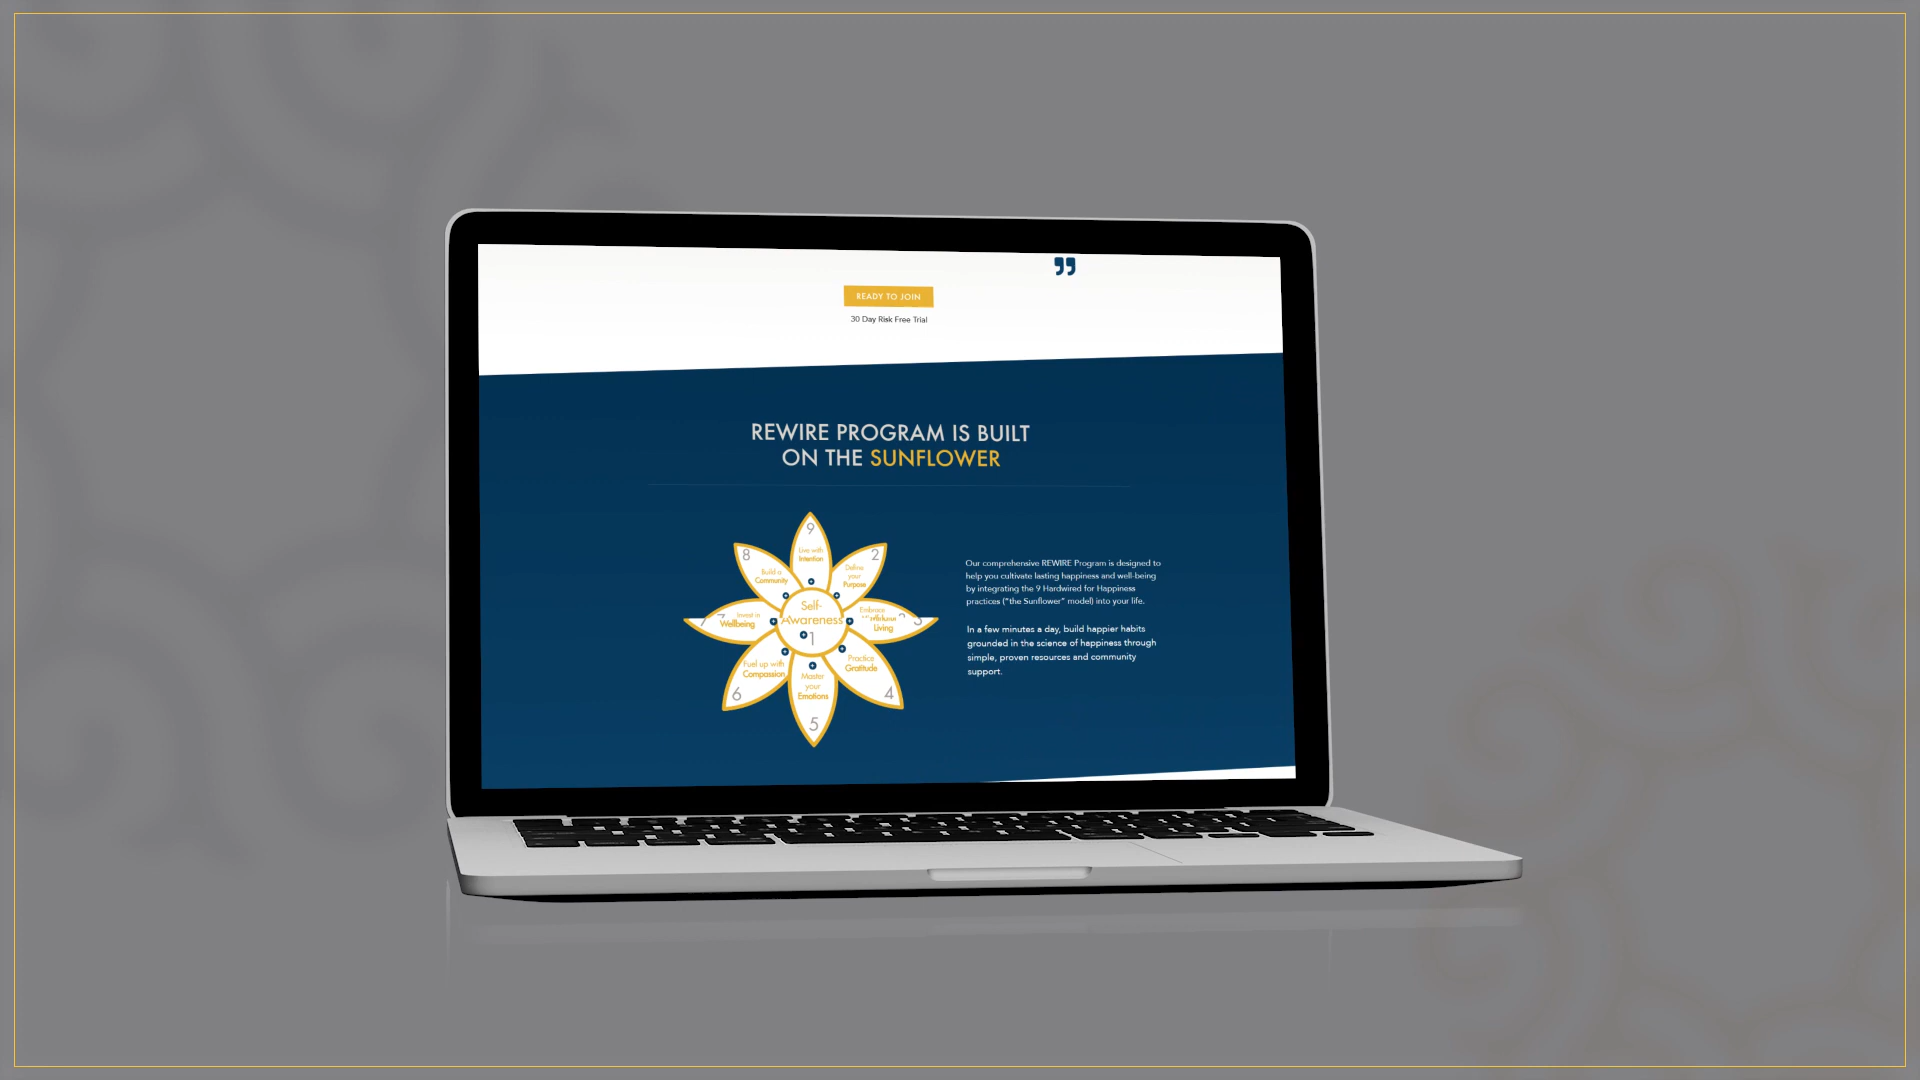 ”
READY TO JOIN
30 Day Risk Free Trial
REWIRE PROGRAM IS BUILT
ON THE SUNFLOWER
9
Live with
Intention
8
Build a
Community
2
Define
your
Purpose
7
Invest in
Wellbeing
Self-
Awareness
1
Embrace
Living
3
Fuel up with
Compassion
6
Master
your
Emotions
5
Practice
Gratitude
4
Our comprehensive REWIRE Program is designed to
help you cultivate lasting happiness and well-being
by integrating the 9 Hardwired for Happiness
practices ("the Sunflower" model) into your life.
In a few minutes a day, build happier habits
grounded in the science of happiness through
simple, proven resources and community
support.